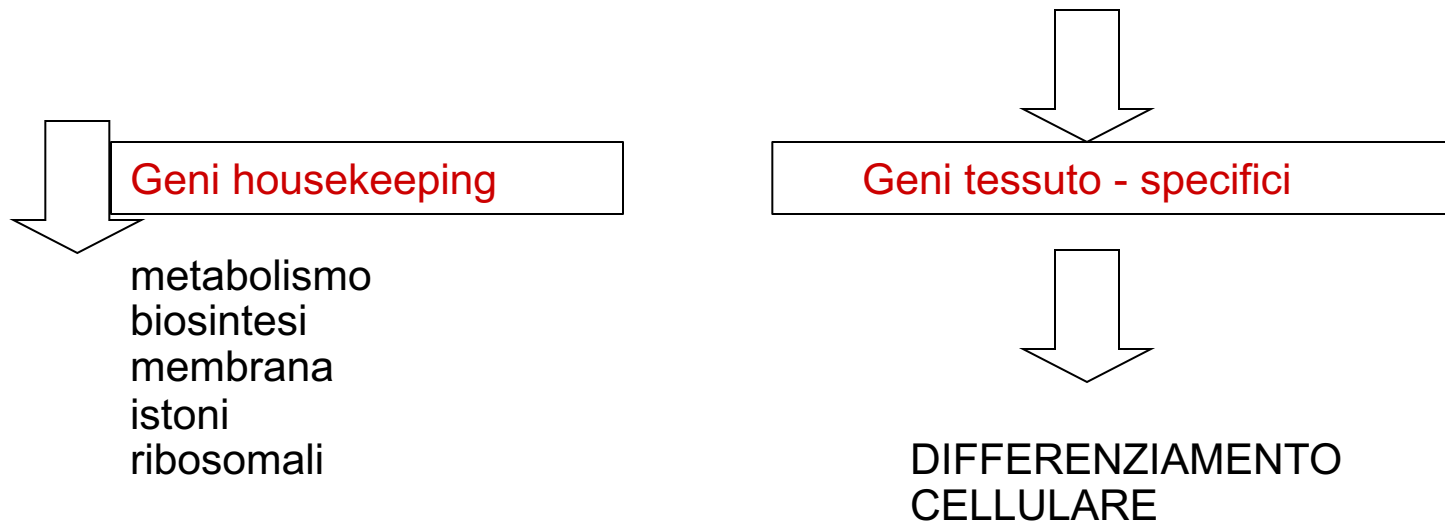 Geni housekeeping
metabolismo
biosintesi
membrana
istoni
ribosomali
Geni tessuto - specifici
DIFFERENZIAMENTO
CELLULARE